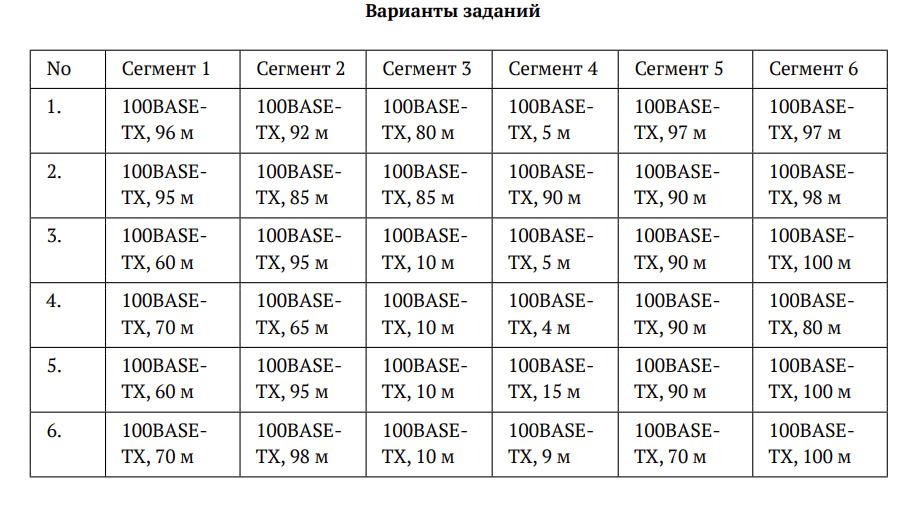 Варианты заданий
No Сегмент 1 Сегмент 2 Сегмент 3 Сегмент 4 Сегмент 5 Сегмент 6
1. 100BASE- 100BASE- 100BASE- 100BASE- 100BASE- 100BASE-
TX, 96 м TX, 92 м TX, 80 м TX, 5 м TX, 97 м TX, 97 м
2. 100BASE- 100BASE- 100BASE- 100BASE- 100BASE- 100BASE-
TX, 95 м TX, 85 м TX, 85 м TX, 90 м TX, 90 м TX, 98 м
3. 100BASE- 100BASE- 100BASE- 100BASE- 100BASE- 100BASE-
TX, 60 м TX, 95 м TX, 10 м TX, 5 м TX, 90 м TX, 100 м
4. 100BASE- 100BASE- 100BASE- 100BASE- 100BASE- 100BASE-
TX, 70 м TX, 65 м TX, 10 м TX, 4 м TX, 90 м TX, 80 м
5. 100BASE- 100BASE- 100BASE- 100BASE- 100BASE- 100BASE-
TX, 60 м TX, 95 м TX, 10 м TX, 15 м TX, 90 м TX, 100 м
6. 100BASE- 100BASE- 100BASE- 100BASE- 100BASE- 100BASE-
TX, 70 м TX, 98 м TX, 10 м TX, 9 м TX, 70 м TX, 100 м